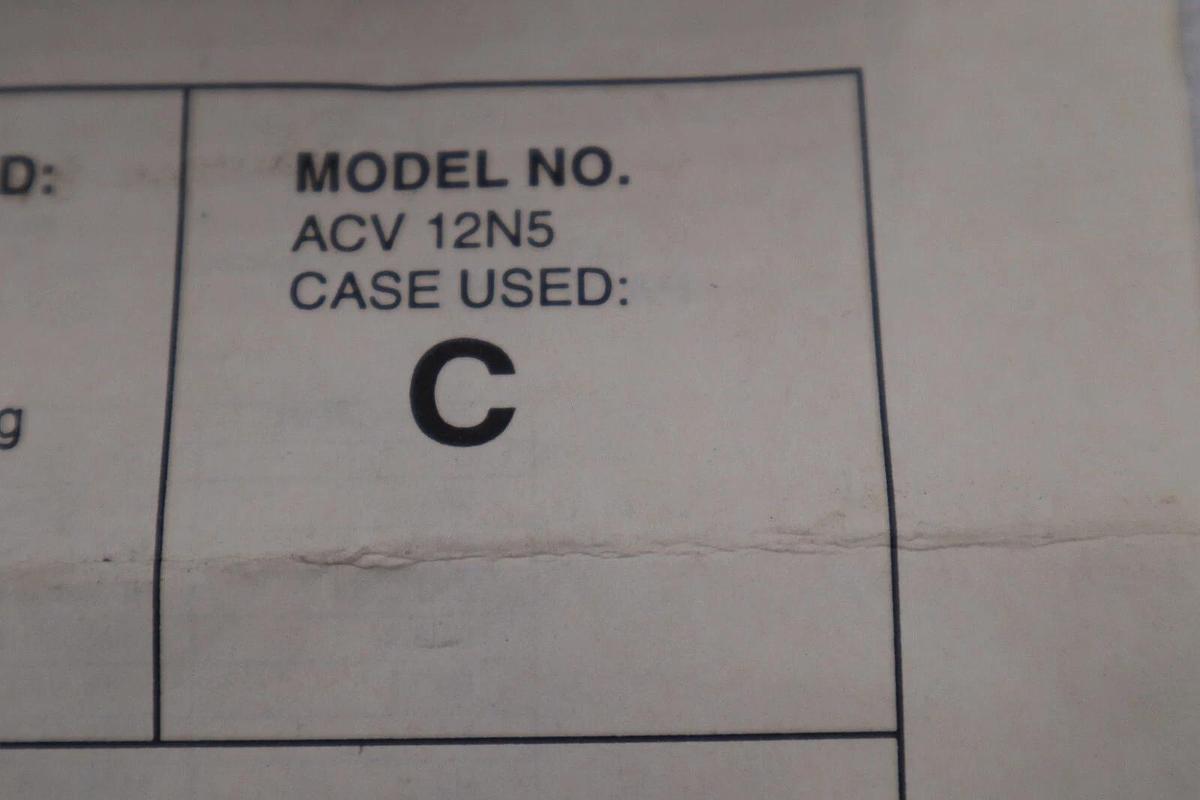 D:
MODEL NO.
ACV 12N5
CASE USED:
C
g